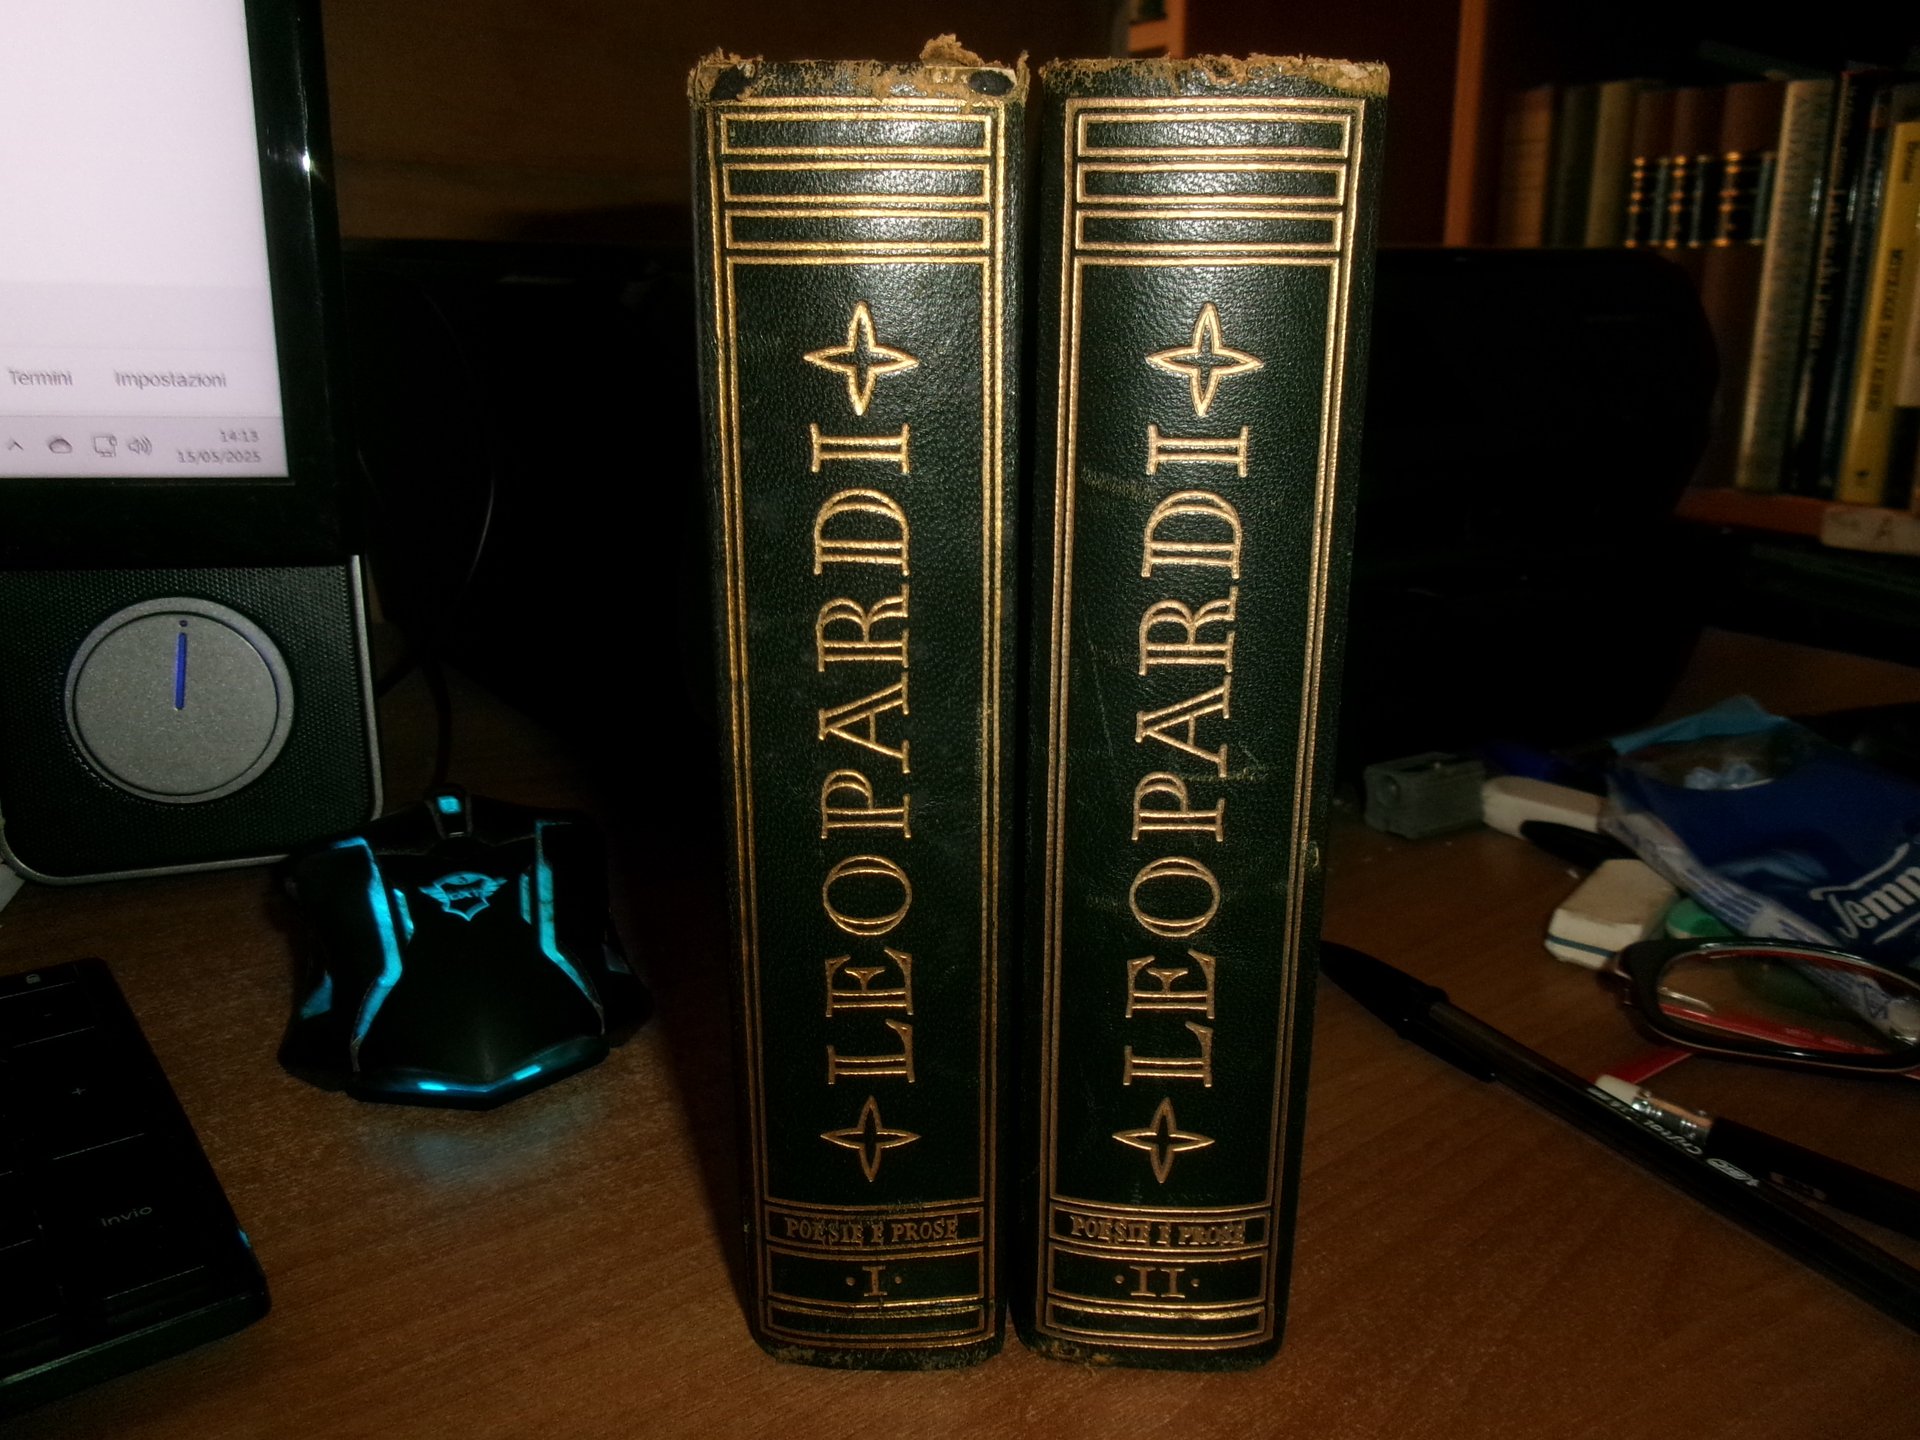 Termini Impostazioni
14:13
15/05/2025
Invio
LEOPARDI
POESIE E PROSE
· I ·
LEOPARDI
POESIE E PROSE
· II ·